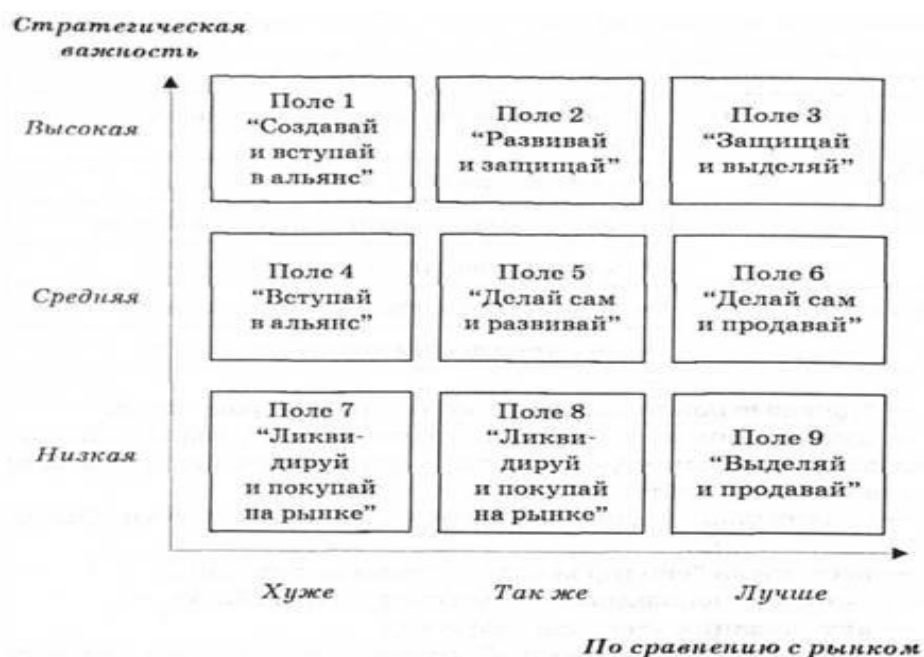 Стратегическая
важность
Высокая
Поле 1
“Создавай
и вступай
в альянс”
Поле 2
“Развивай
и защищай”
Поле 3
“Защищай
и выделяй”
Средняя
Поле 4
“Вступай
в альянс”
Поле 5
“Делай сам
и развивай”
Поле 6
“Делай сам
и продавай”
Низкая
Поле 7
“Ликви-
дируй
и покупай
на рынке”
Поле 8
“Ликви-
дируй
и покупай
на рынке”
Поле 9
“Выделяй
и продавай”
Хуже
Так же
Лучше
По сравнению с рынком